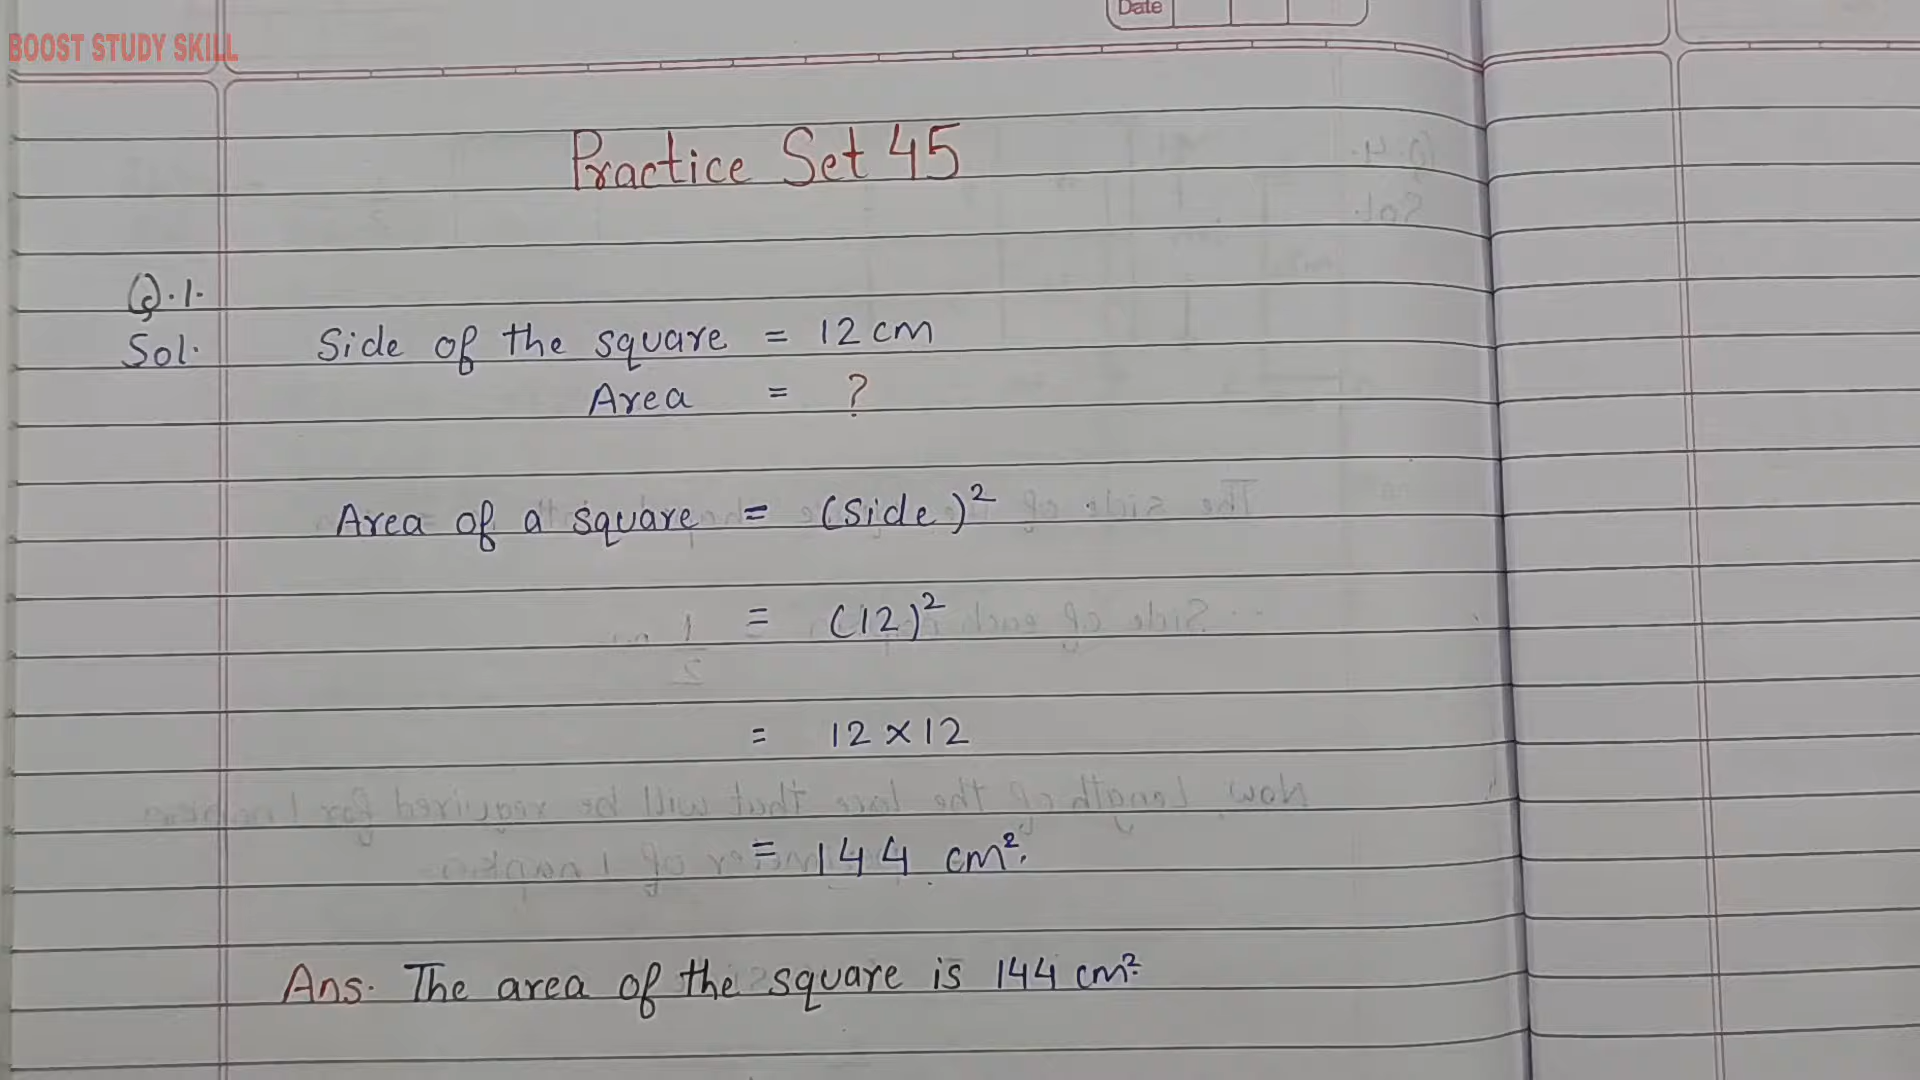 Date
BOOST STUDY SKILL
Practice Set 45
Q.1.
Sol. Side of the square = 12 cm
Area = ?
Area of a square = (Side)²
= (12)²
= 12 × 12
= 144 cm².
Ans. The area of the square is 144 cm².